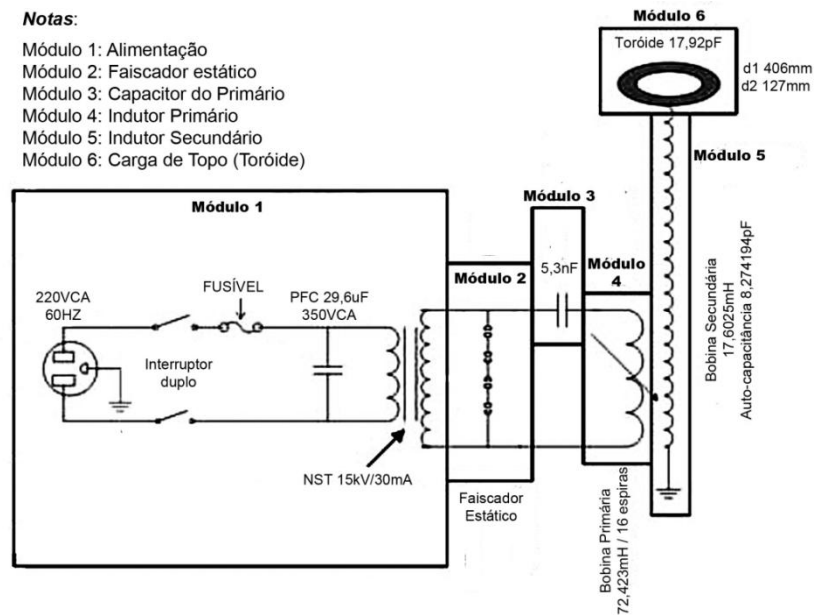 Notas:
Módulo 1: Alimentação
Módulo 2: Faiscador estático
Módulo 3: Capacitor do Primário
Módulo 4: Indutor Primário
Módulo 5: Indutor Secundário
Módulo 6: Carga de Topo (Toróide)
Módulo 6
Toróide 17,92pF
d1 406mm
d2 127mm
Módulo 5
Módulo 3
Módulo 1
Módulo 2
5,3nF
Módulo
4
220VCA
60HZ
FUSÍVEL
PFC 29,6uF
350VCA
Interruptor
duplo
NST 15kV/30mA
Faiscador
Estático
Bobina Primária
72,423mH / 16 espiras
Bobina Secundária
17,6025mH
Auto-capacitância 8,274194pF